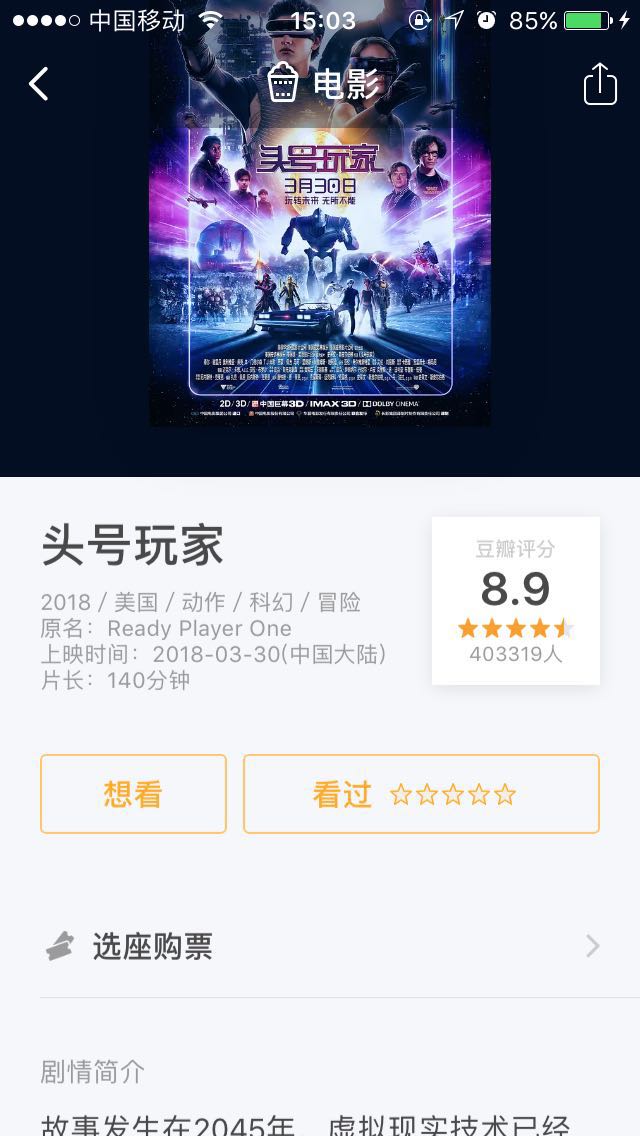 中国移动
15:03
85%
电影
头号玩家
3月30日
玩转未来 无所不能
2D/3D/中国巨幕3D/IMAX 3D/DOLBY CINEMA
头号玩家
2018 / 美国 / 动作 / 科幻 / 冒险
原名：Ready Player One
上映时间：2018-03-30(中国大陆)
片长：140分钟
豆瓣评分
8.9
403319人
想看
看过
选座购票
剧情简介
故事发生在2045年，虚拟现实技术已经